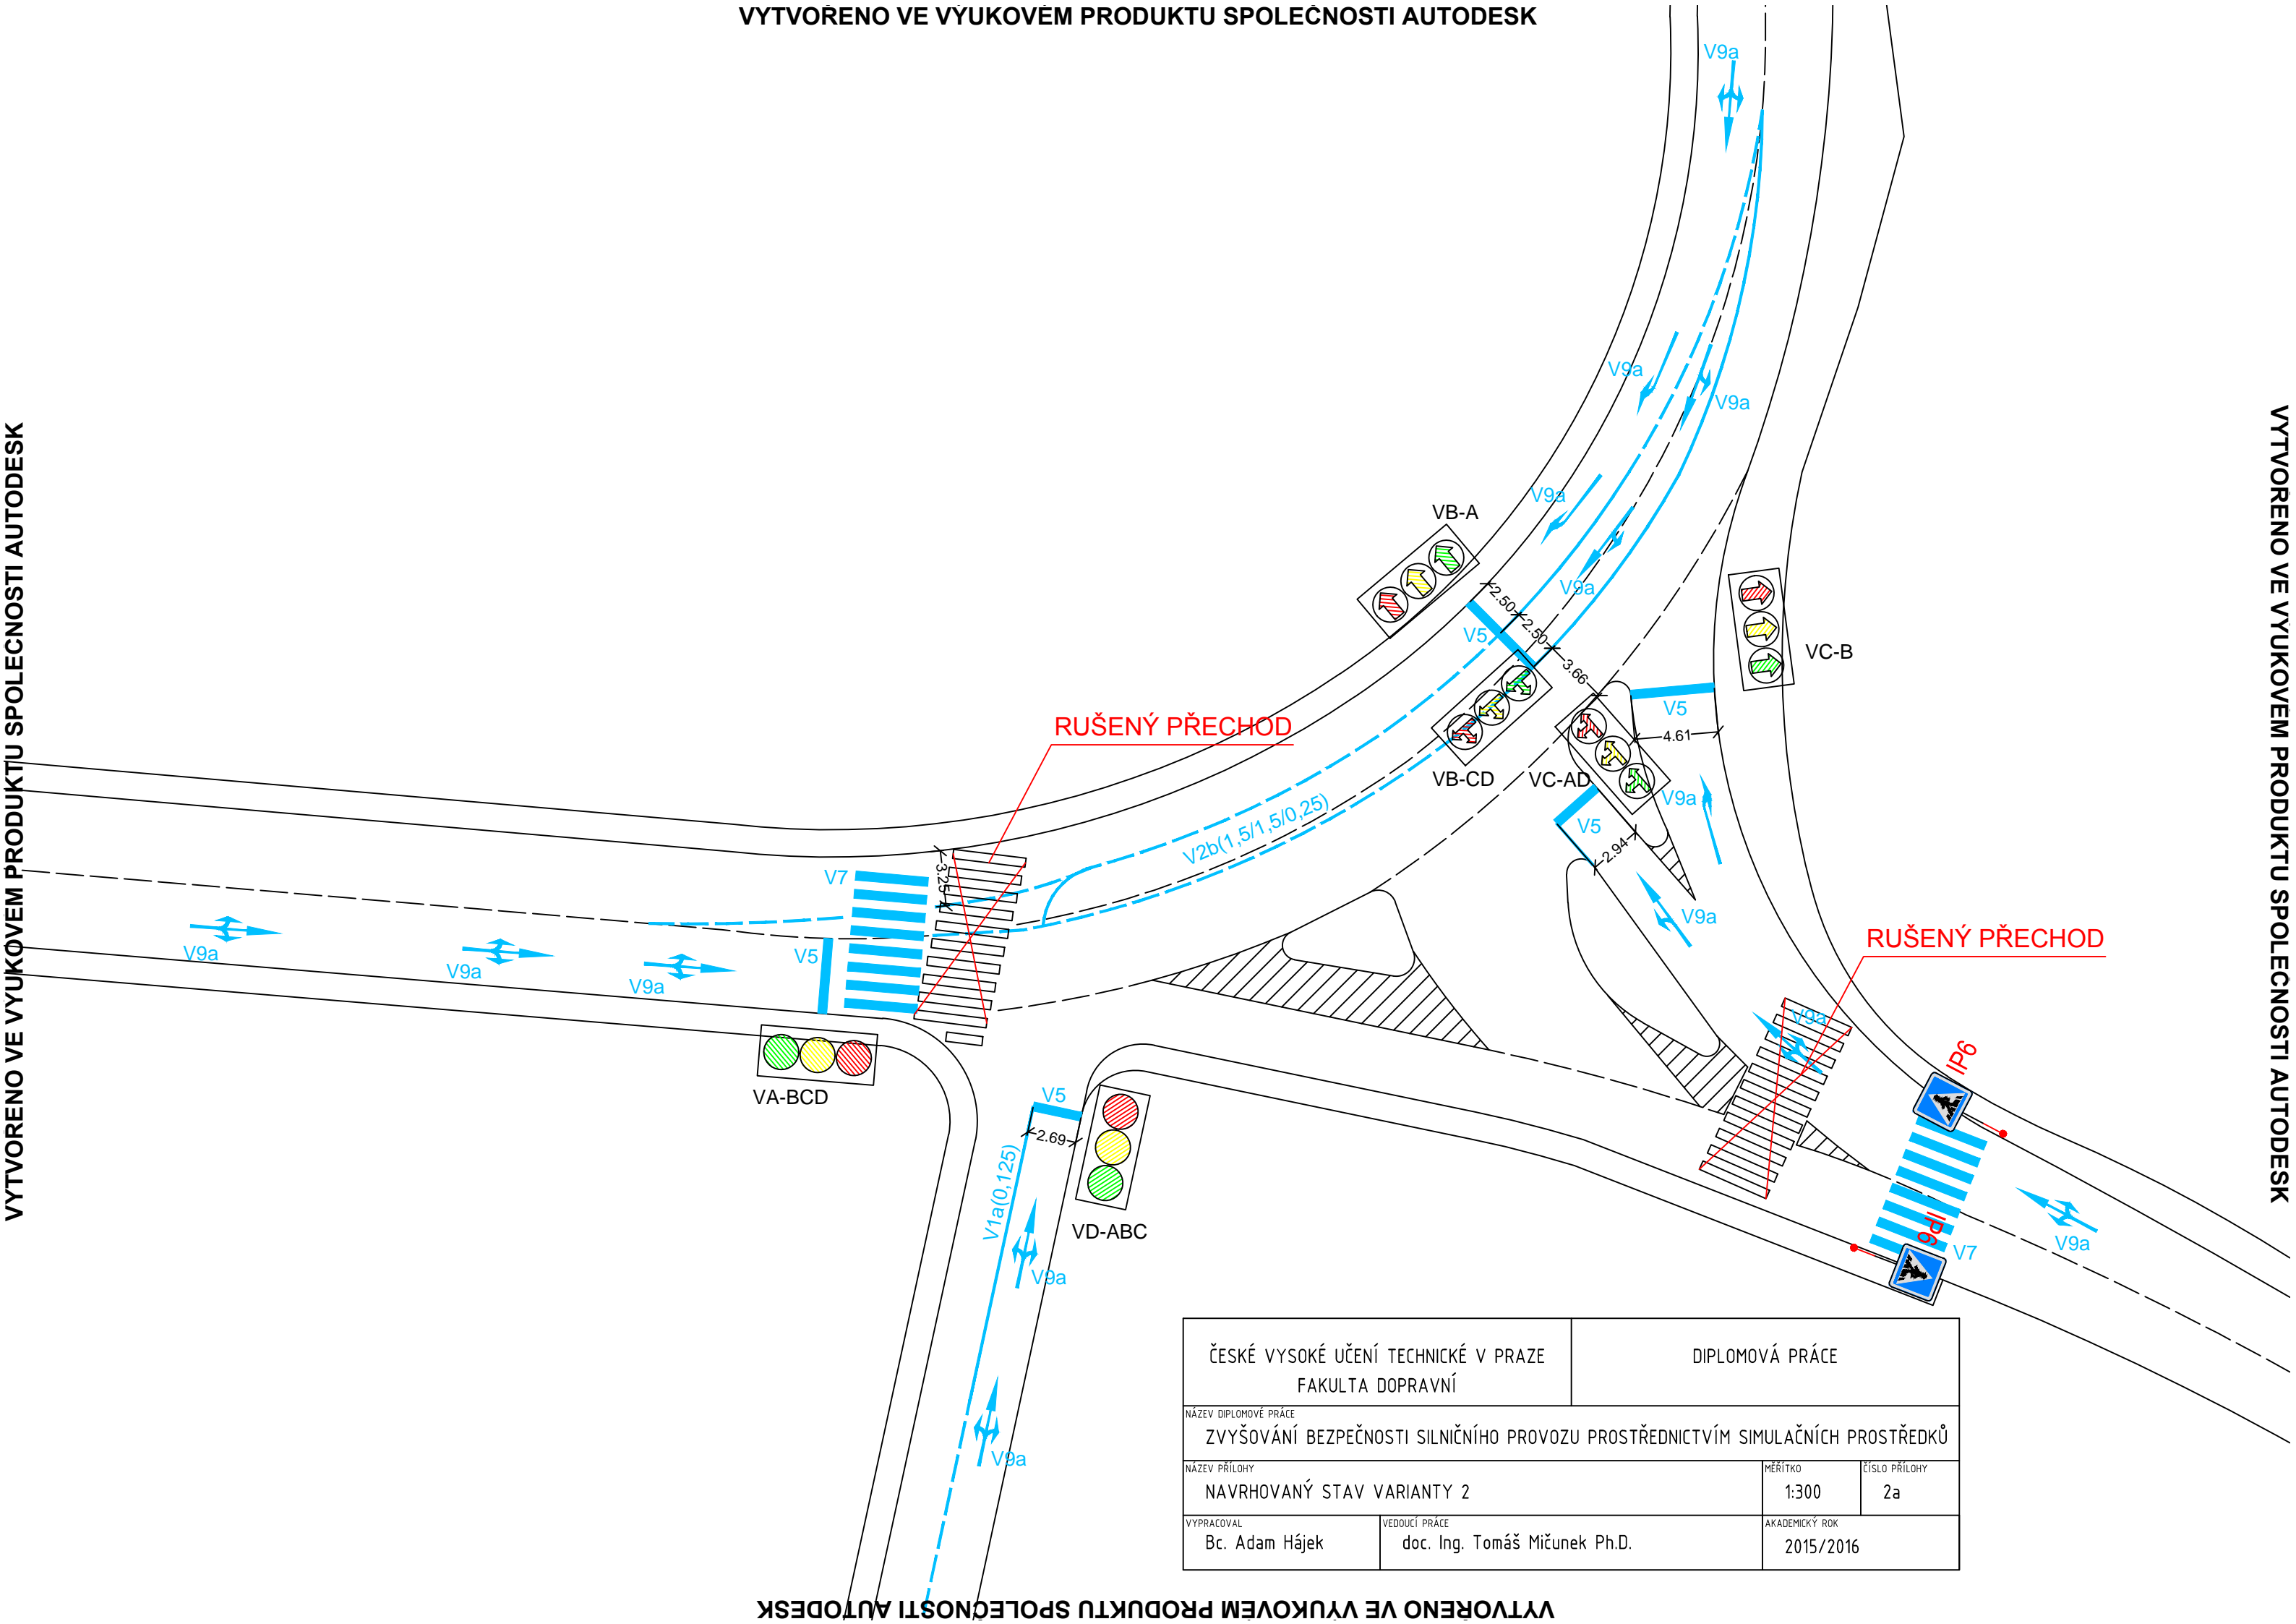 VYTVOŘENO VE VÝUKOVÉM PRODUKTU SPOLEČNOSTI AUTODESK
VYTVOŘENO VE VÝUKOVÉM PRODUKTU SPOLEČNOSTI AUTODESK
VYTVOŘENO VE VÝUKOVÉM PRODUKTU SPOLEČNOSTI AUTODESK
V9a
V9a
V9a
V9a
V9a
VB-A
2.50
2.50
3.66
V5
VC-B
V5
4.61
VB-CD
VC-AD
V9a
V5
2.94
V9a
RUŠENÝ PŘECHOD
V2b(1,5/1,5/0,25)
V7
3.25
V5
V9a
V9a
V9a
VA-BCD
RUŠENÝ PŘECHOD
V9a
IP6
IP6
V7
V9a
V5
2.69
V1a(0,125)
VD-ABC
V9a
V9a
ČESKÉ VYSOKÉ UČENÍ TECHNICKÉ V PRAZE
FAKULTA DOPRAVNÍ
DIPLOMOVÁ PRÁCE
NÁZEV DIPLOMOVÉ PRÁCE
ZVYŠOVÁNÍ BEZPEČNOSTI SILNIČNÍHO PROVOZU PROSTŘEDNICTVÍM SIMULAČNÍCH PROSTŘEDKŮ
NÁZEV PŘÍLOHY
NAVRHOVANÝ STAV VARIANTY 2
MĚŘÍTKO
1:300
ČÍSLO PŘÍLOHY
2a
VYPRACOVAL
Bc. Adam Hájek
VEDOUCÍ PRÁCE
doc. Ing. Tomáš Mičunek Ph.D.
AKADEMICKÝ ROK
2015/2016
VYTVOŘENO VE VÝUKOVÉM PRODUKTU SPOLEČNOSTI AUTODESK